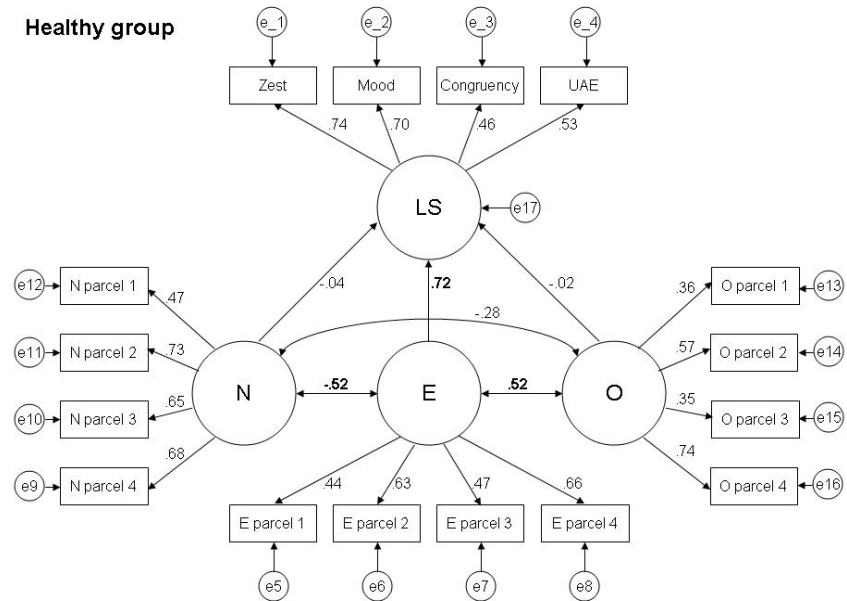 Healthy group
e_1 e_2 e_3 e_4
Zest Mood Congruency UAE
.74 .70 .46 .53
LS e17
e12 N parcel 1 -.04 .72 -.02 O parcel 1 e13
.47 -.28 .36
e11 N parcel 2 .73 .57 O parcel 2 e14
N -.52 E .52 O
e10 N parcel 3 .65 .35 O parcel 3 e15
.68 .74
e9 N parcel 4 O parcel 4 e16
.44 .63 .47 .66
E parcel 1 E parcel 2 E parcel 3 E parcel 4
e5 e6 e7 e8